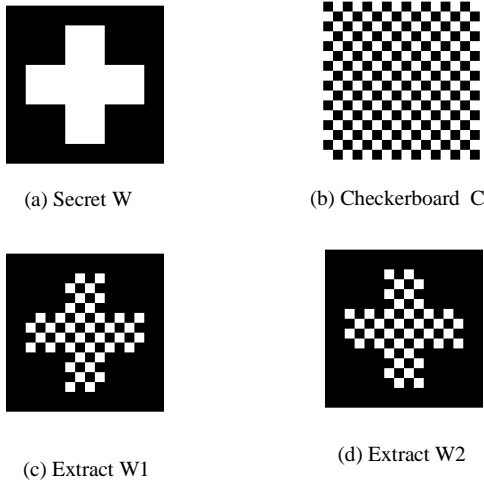 (a) Secret W
(b) Checkerboard C
(c) Extract W1
(d) Extract W2